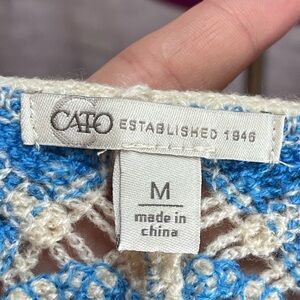 CATO ESTABLISHED 1946
M
made in
china